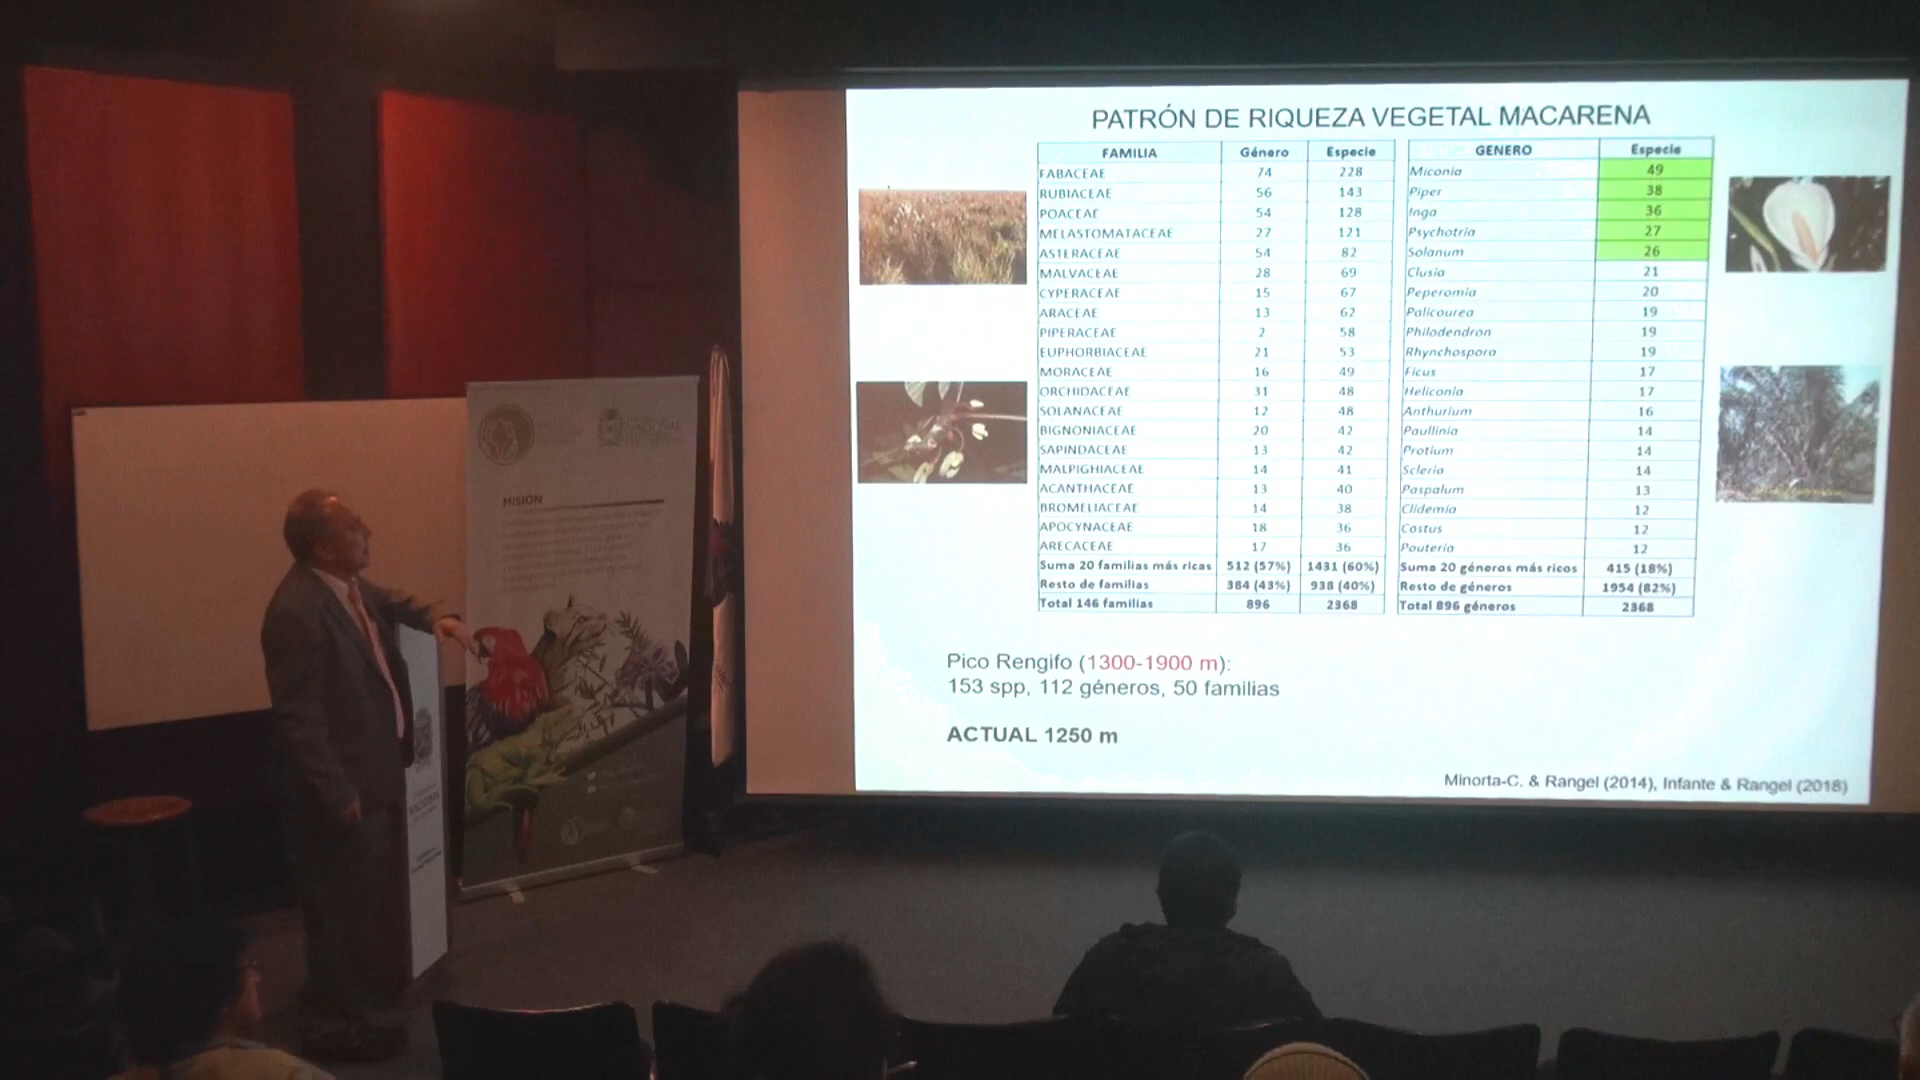 PATRÓN DE RIQUEZA VEGETAL MACARENA
FAMILIA Género Especie
FABACEAE 74 228
RUBIACEAE 56 143
POACEAE 54 128
MELASTOMATACEAE 27 121
ASTERACEAE 54 82
MALVACEAE 28 69
CYPERACEAE 15 67
ARACEAE 13 62
PIPERACEAE 2 58
EUPHORBIACEAE 21 53
MORACEAE 16 49
ORCHIDACEAE 31 48
SOLANACEAE 12 48
BIGNONIACEAE 20 42
SAPINDACEAE 13 42
MALPIGHIACEAE 14 41
ACANTHACEAE 13 40
BROMELIACEAE 14 38
APOCYNACEAE 18 36
ARECACEAE 17 36
Suma 20 familias más ricas 512 (57%) 1431 (60%)
Resto de familias 384 (43%) 938 (40%)
Total 146 familias 896 2368
GENERO Especie
Miconia 49
Piper 38
Inga 36
Psychotria 27
Solanum 26
Clusia 21
Peperomia 20
Palicourea 19
Philodendron 19
Rhynchospora 19
Ficus 17
Heliconia 17
Anthurium 16
Paullinia 14
Protium 14
Scleria 14
Paspalum 13
Clidemia 12
Costus 12
Pouteria 12
Suma 20 géneros más ricos 415 (18%)
Resto de géneros 1954 (82%)
Total 896 géneros 2368
Pico Rengifo (1300-1900 m):
153 spp, 112 géneros, 50 familias
ACTUAL 1250 m
Minorta-C. & Rangel (2014), Infante & Rangel (2018)
NACIONAL
MISIÓN
NACIONAL